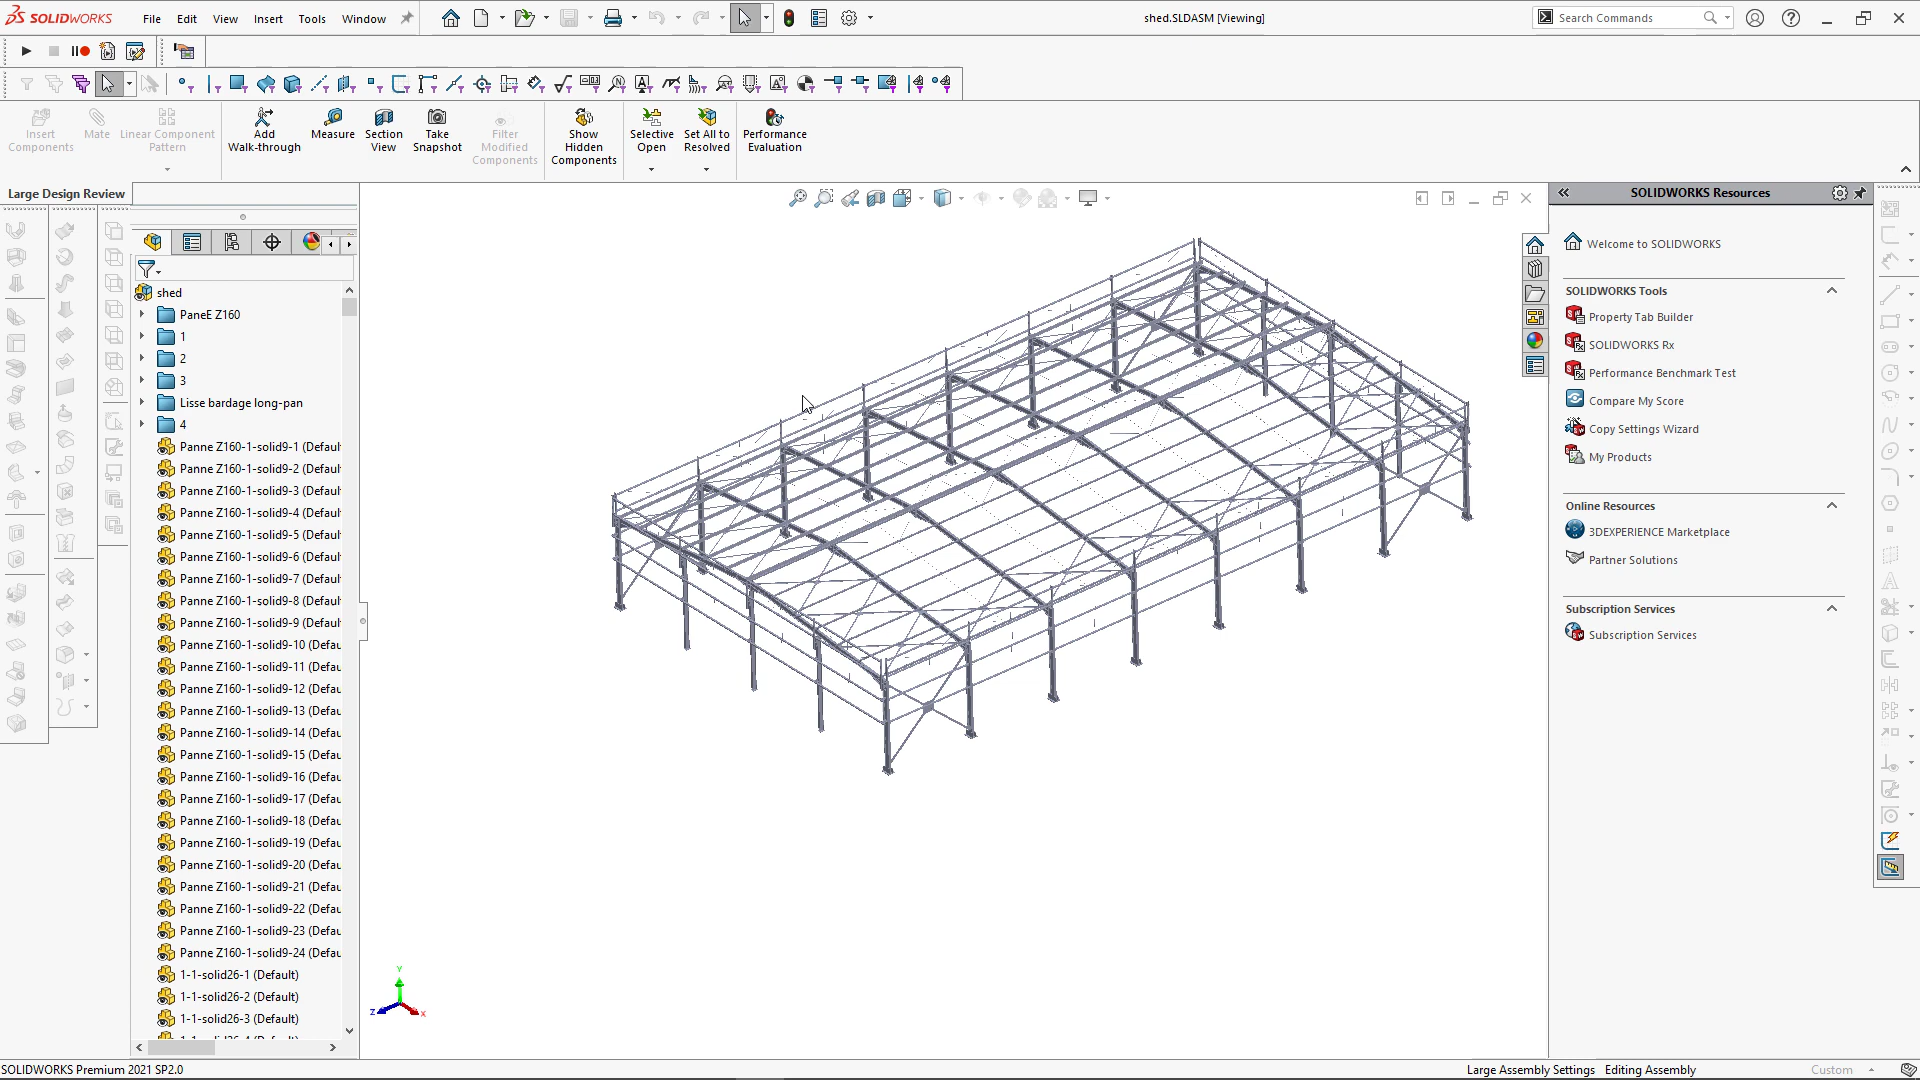 SOLIDWORKS
File Edit View Insert Tools Window
shed.SLDASM [Viewing]
Search Commands
Insert Components
Mate
Linear Component Pattern
Add Walk-through
Measure
Section View
Take Snapshot
Filter Modified Components
Show Hidden Components
Selective Open
Set All to Resolved
Performance Evaluation
Large Design Review
shed
PaneE Z160
1
2
3
Lisse bardage long-pan
4
Panne Z160-1-solid9-1 (Defaul
Panne Z160-1-solid9-2 (Defaul
Panne Z160-1-solid9-3 (Defaul
Panne Z160-1-solid9-4 (Defaul
Panne Z160-1-solid9-5 (Defaul
Panne Z160-1-solid9-6 (Defaul
Panne Z160-1-solid9-7 (Defaul
Panne Z160-1-solid9-8 (Defaul
Panne Z160-1-solid9-9 (Defaul
Panne Z160-1-solid9-10 (Defau
Panne Z160-1-solid9-11 (Defau
Panne Z160-1-solid9-12 (Defau
Panne Z160-1-solid9-13 (Defau
Panne Z160-1-solid9-14 (Defau
Panne Z160-1-solid9-15 (Defau
Panne Z160-1-solid9-16 (Defau
Panne Z160-1-solid9-17 (Defau
Panne Z160-1-solid9-18 (Defau
Panne Z160-1-solid9-19 (Defau
Panne Z160-1-solid9-20 (Defau
Panne Z160-1-solid9-21 (Defau
Panne Z160-1-solid9-22 (Defau
Panne Z160-1-solid9-23 (Defau
Panne Z160-1-solid9-24 (Defau
1-1-solid26-1 (Default)
1-1-solid26-2 (Default)
1-1-solid26-3 (Default)
Y
Z
X
SOLIDWORKS Resources
Welcome to SOLIDWORKS
SOLIDWORKS Tools
Property Tab Builder
SOLIDWORKS Rx
Performance Benchmark Test
Compare My Score
Copy Settings Wizard
My Products
Online Resources
3DEXPERIENCE Marketplace
Partner Solutions
Subscription Services
Subscription Services
SOLIDWORKS Premium 2021 SP2.0
Large Assembly Settings Editing Assembly
Custom